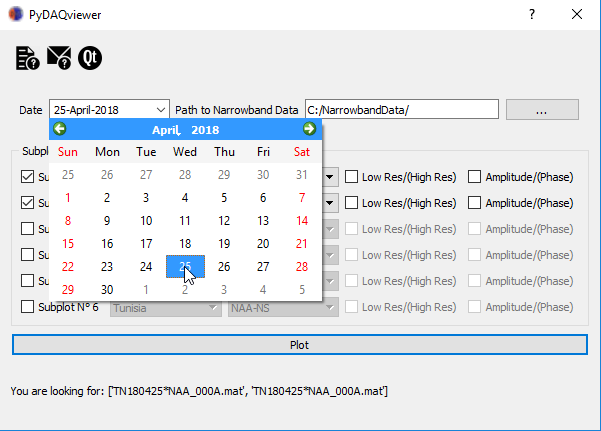 PyDAQviewer
? ×
? ? Qt
Date 25-April-2018 Path to Narrowband Data C:/NarrowbandData/ ...
April, 2018
Sun Mon Tue Wed Thu Fri Sat
25 26 27 28 29 30 31
1 2 3 4 5 6 7
8 9 10 11 12 13 14
15 16 17 18 19 20 21
22 23 24 25 26 27 28
29 30 1 2 3 4 5
Subpl
Su Low Res/(High Res) Amplitude/(Phase)
Su Low Res/(High Res) Amplitude/(Phase)
Su Low Res/(High Res) Amplitude/(Phase)
Su Low Res/(High Res) Amplitude/(Phase)
Su Low Res/(High Res) Amplitude/(Phase)
Subplot N° 6 Tunisia NAA-NS Low Res/(High Res) Amplitude/(Phase)
Plot
You are looking for: ['TN180425*NAA_000A.mat', 'TN180425*NAA_000A.mat']